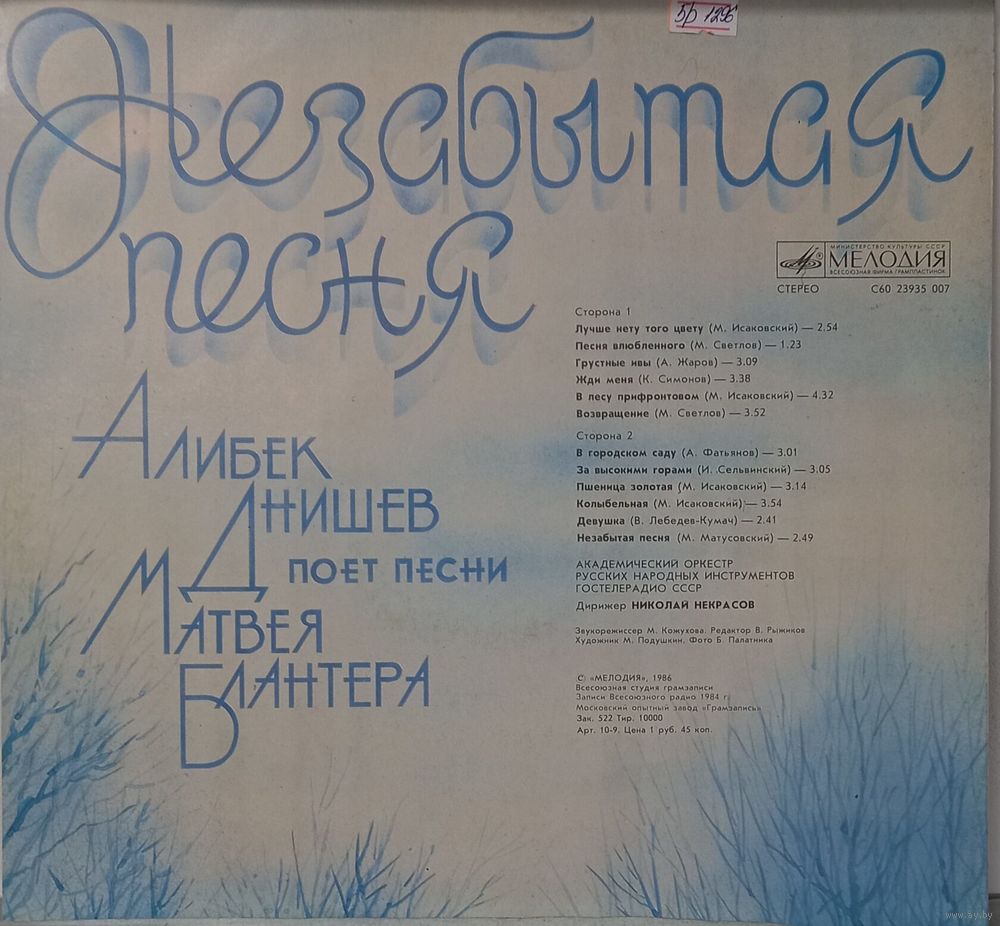 5р 1296
Незабытая
песня
МИНИСТЕРСТВО КУЛЬТУРЫ СССР
МЕЛОДИЯ
ВСЕСОЮЗНАЯ ФИРМА ГРАМПЛАСТИНОК
СТЕРЕО С60 23935 007
АЛИБЕК
ДНИШЕВ
ПОЕТ ПЕСНИ
МАТВЕЯ
БЛАНТЕРА
Сторона 1
Лучше нету того цвету (М. Исаковский) — 2.54
Песня влюбленного (М. Светлов) — 1.23
Грустные ивы (А. Жаров) — 3.09
Жди меня (К. Симонов) — 3.38
В лесу прифронтовом (М. Исаковский) — 4.32
Возвращение (М. Светлов) — 3.52
Сторона 2
В городском саду (А. Фатьянов) — 3.01
За высокими горами (И. Сельвинский) — 3.05
Пшеница золотая (М. Исаковский) — 3.14
Колыбельная (М. Исаковский) — 3.54
Девушка (В. Лебедев-Кумач) — 2.41
Незабытая песня (М. Матусовский) — 2.49
АКАДЕМИЧЕСКИЙ ОРКЕСТР
РУССКИХ НАРОДНЫХ ИНСТРУМЕНТОВ
ГОСТЕЛЕРАДИО СССР
Дирижер НИКОЛАЙ НЕКРАСОВ
Звукорежиссер М. Кожухова. Редактор В. Рыжиков
Художник М. Подушкин. Фото Б. Палатника
© «МЕЛОДИЯ», 1986
Всесоюзная студия грамзаписи
Записи Всесоюзного радио 1984 г.
Московский опытный завод «Грамзапись»
Зак. 522 Тир. 10000
Арт. 10-9. Цена 1 руб. 45 коп.
www.ay.by